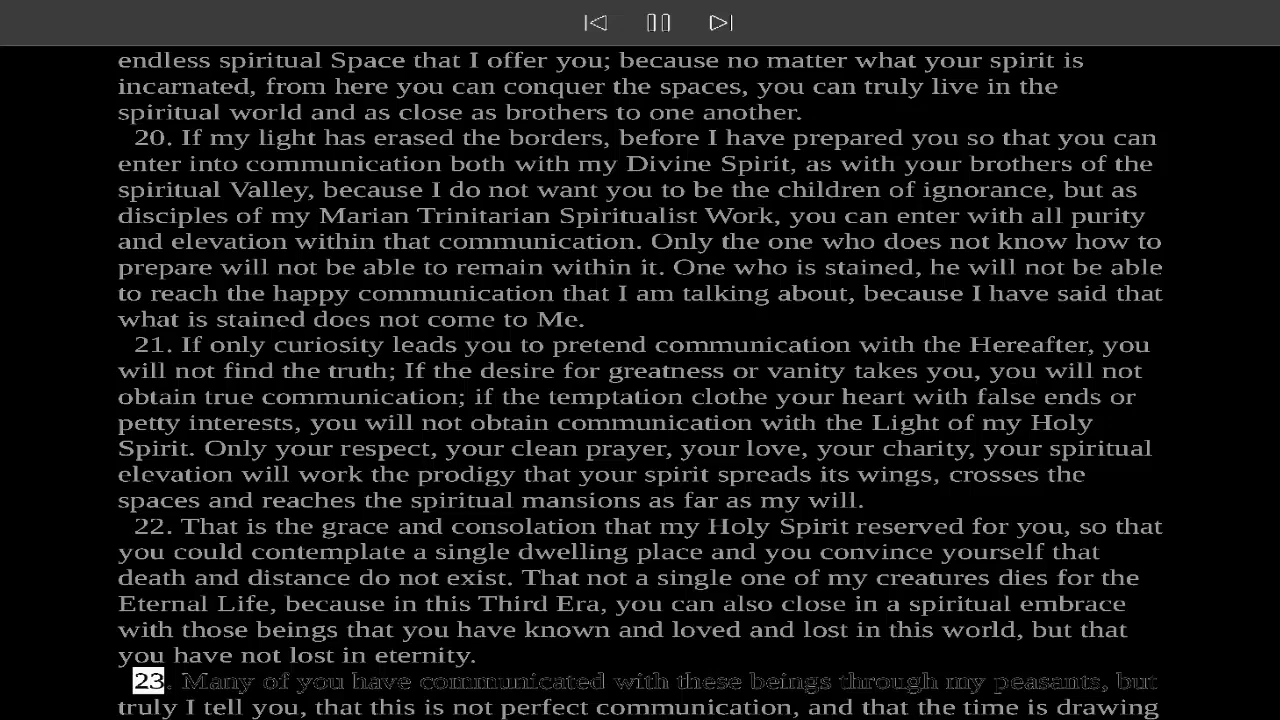 endless spiritual Space that I offer you; because no matter what your spirit is
incarnated, from here you can conquer the spaces, you can truly live in the
spiritual world and as close as brothers to one another.
20. If my light has erased the borders, before I have prepared you so that you can
enter into communication both with my Divine Spirit, as with your brothers of the
spiritual Valley, because I do not want you to be the children of ignorance, but as
disciples of my Marian Trinitarian Spiritualist Work, you can enter with all purity
and elevation within that communication. Only the one who does not know how to
prepare will not be able to remain within it. One who is stained, he will not be able
to reach the happy communication that I am talking about, because I have said that
what is stained does not come to Me.
21. If only curiosity leads you to pretend communication with the Hereafter, you
will not find the truth; If the desire for greatness or vanity takes you, you will not
obtain true communication; if the temptation clothe your heart with false ends or
petty interests, you will not obtain communication with the Light of my Holy
Spirit. Only your respect, your clean prayer, your love, your charity, your spiritual
elevation will work the prodigy that your spirit spreads its wings, crosses the
spaces and reaches the spiritual mansions as far as my will.
22. That is the grace and consolation that my Holy Spirit reserved for you, so that
you could contemplate a single dwelling place and you convince yourself that
death and distance do not exist. That not a single one of my creatures dies for the
Eternal Life, because in this Third Era, you can also close in a spiritual embrace
with those beings that you have known and loved and lost in this world, but that
you have not lost in eternity.
23. Many of you have communicated with these beings through my peasants, but
truly I tell you, that this is not perfect communication, and that the time is drawing